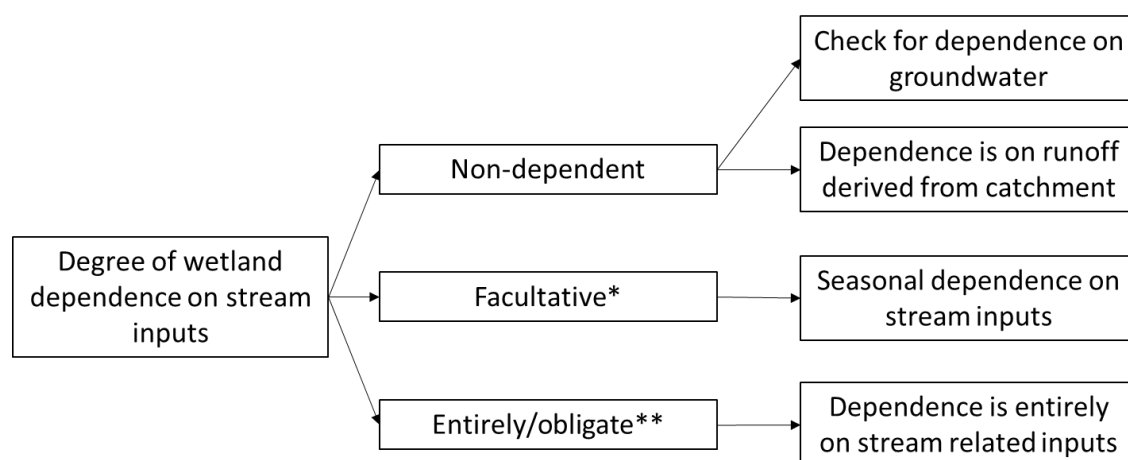 Degree of wetland
dependence on stream
inputs
Non-dependent
Check for dependence on
groundwater
Dependence is on runoff
derived from catchment
Facultative*
Seasonal dependence on
stream inputs
Entirely/obligate**
Dependence is entirely
on stream related inputs